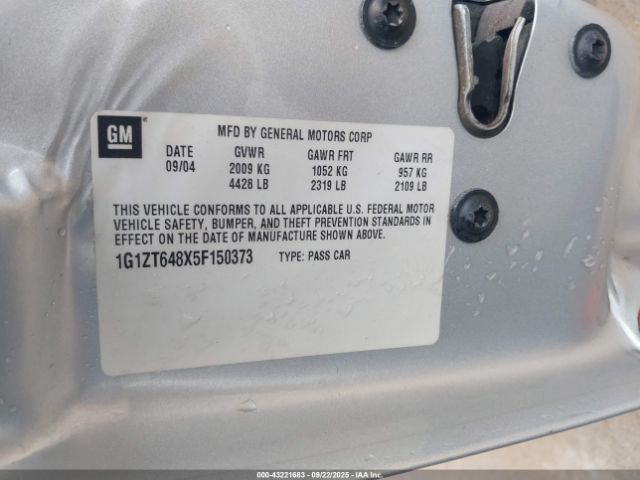 GM
MFD BY GENERAL MOTORS CORP
DATE GVWR GAWR FRT GAWR RR
09/04 2009 KG 1052 KG 957 KG
4428 LB 2319 LB 2109 LB
THIS VEHICLE CONFORMS TO ALL APPLICABLE U.S. FEDERAL MOTOR
VEHICLE SAFETY, BUMPER, AND THEFT PREVENTION STANDARDS IN
EFFECT ON THE DATE OF MANUFACTURE SHOWN ABOVE.
1G1ZT648X5F150373 TYPE: PASS CAR
000-43221683 - 09/22/2025 - IAAI.COM